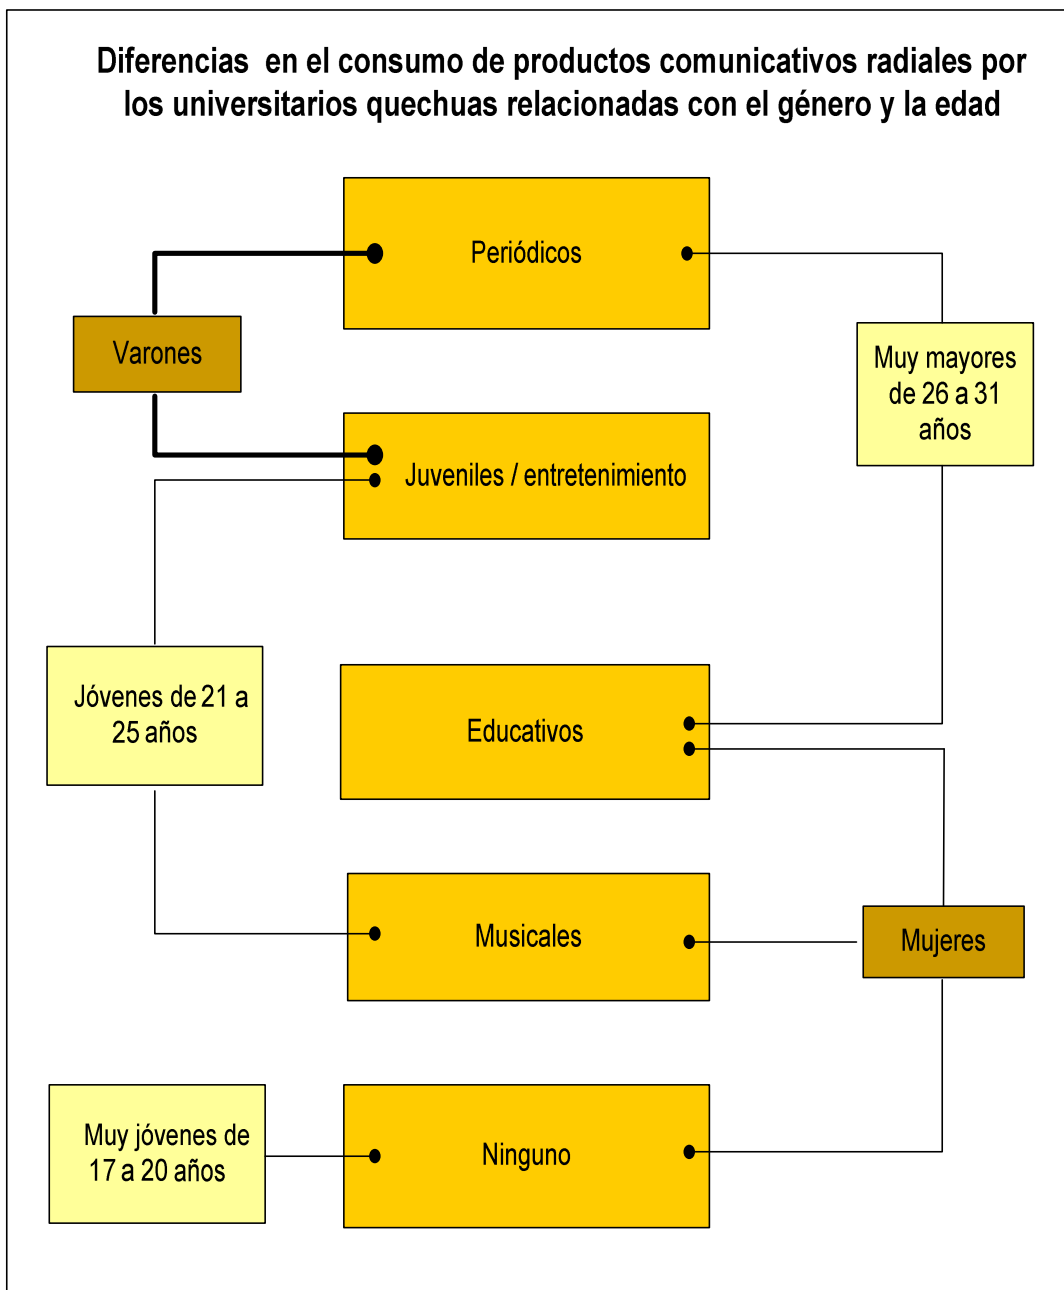 Diferencias en el consumo de productos comunicativos radiales por
los universitarios quechuas relacionadas con el género y la edad
Periódicos
Varones
Muy mayores
de 26 a 31
años
Juveniles / entretenimiento
Jóvenes de 21 a
25 años
Educativos
Musicales
Mujeres
Muy jóvenes de
17 a 20 años
Ninguno